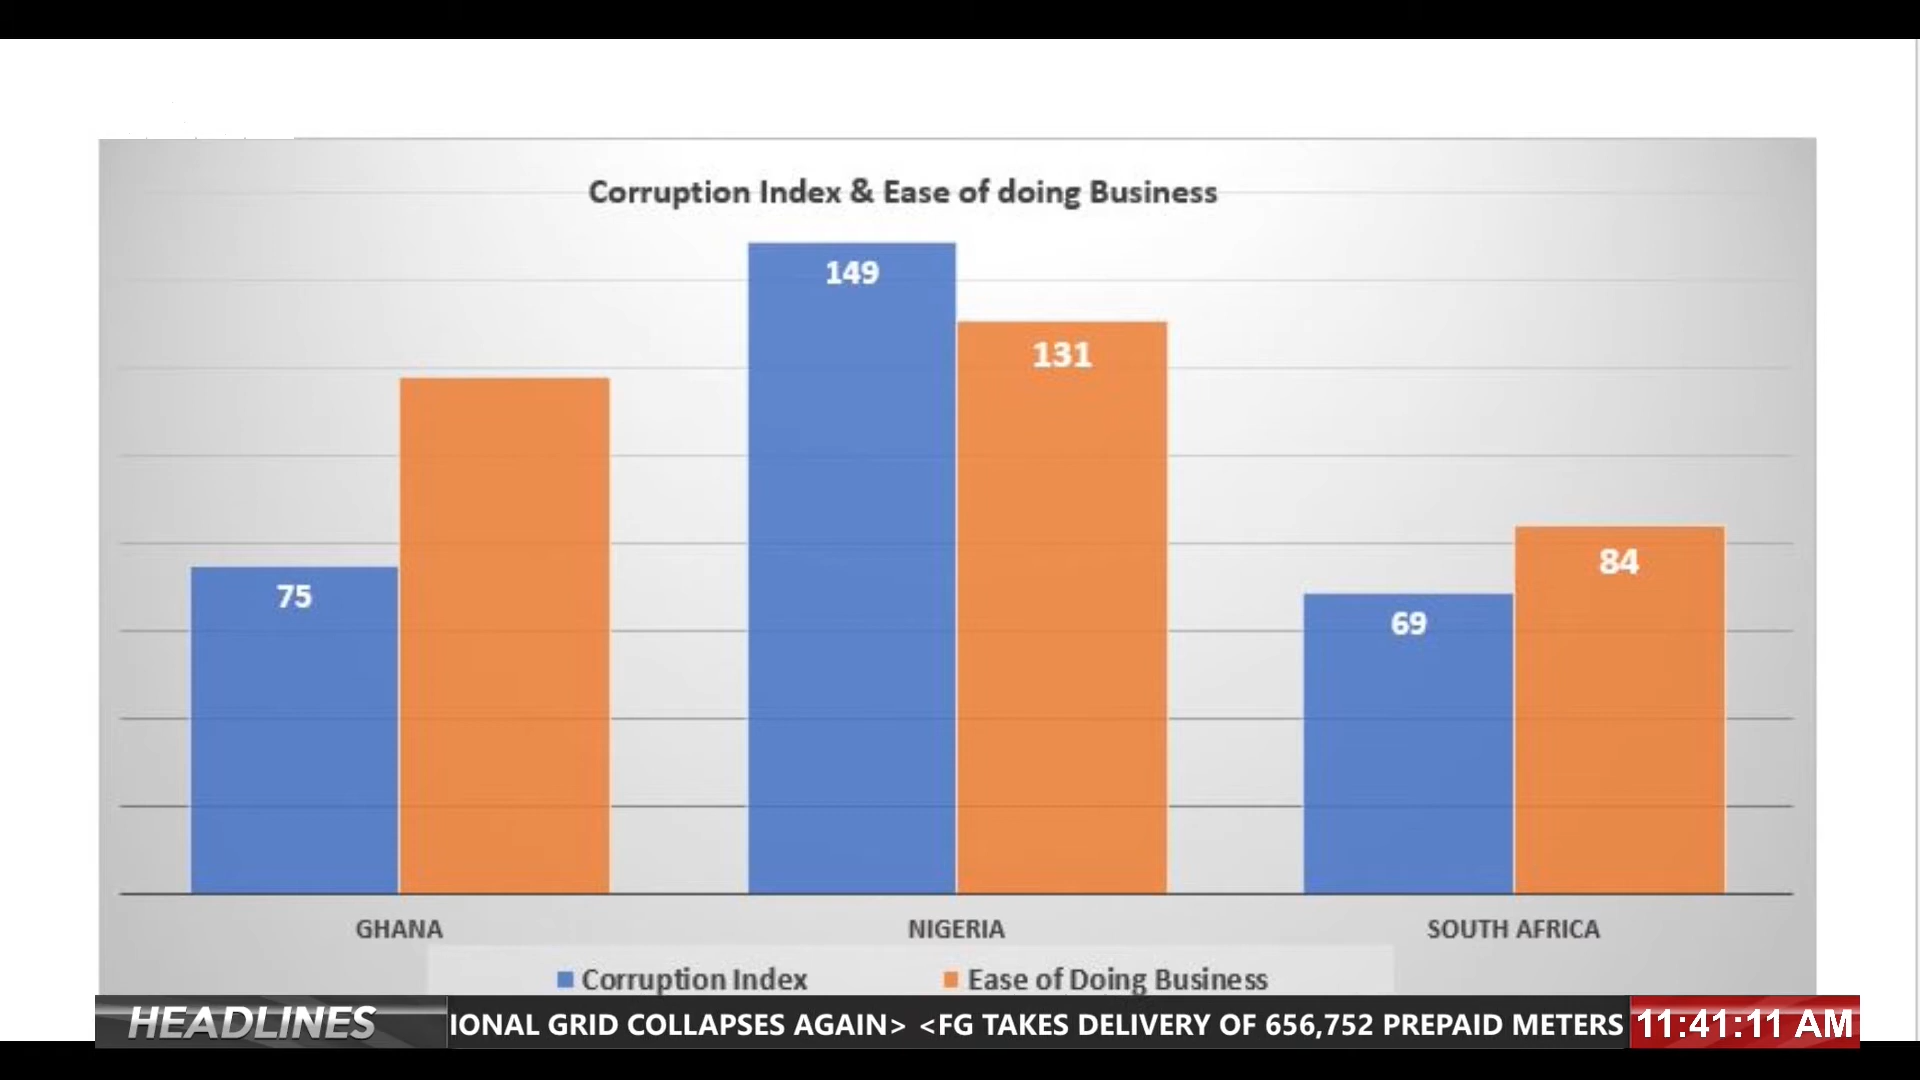 Corruption Index & Ease of doing Business
149
131
75
84
69
GHANA NIGERIA SOUTH AFRICA
Corruption Index Ease of Doing Business
HEADLINES IONAL GRID COLLAPSES AGAIN> <FG TAKES DELIVERY OF 656,752 PREPAID METERS 11:41:11 AM